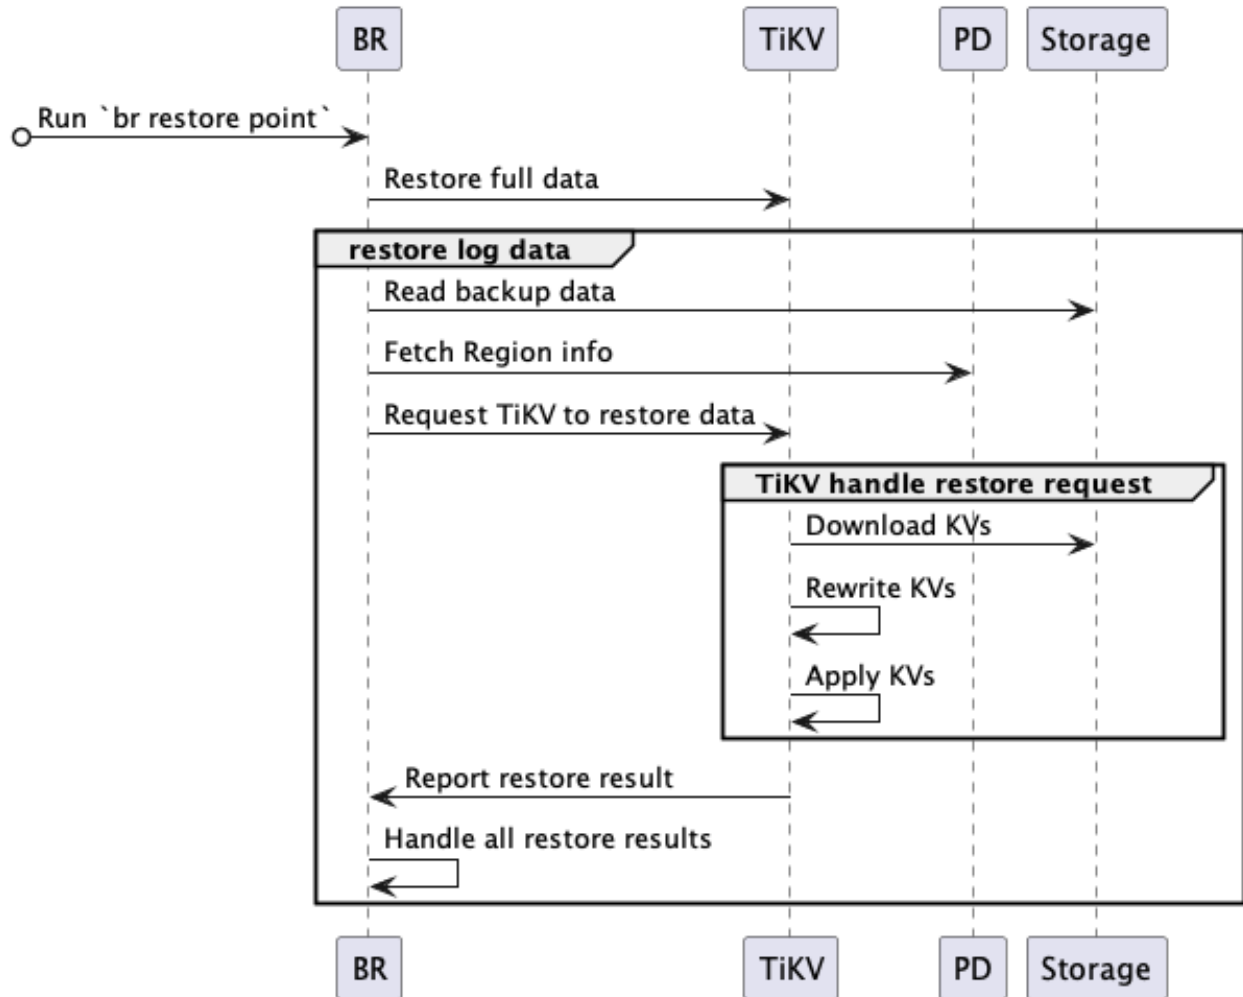 BR
TiKV
PD
Storage
Run `br restore point`
Restore full data
restore log data
Read backup data
Fetch Region info
Request TiKV to restore data
TiKV handle restore request
Download KVs
Rewrite KVs
Apply KVs
Report restore result
Handle all restore results
BR
TiKV
PD
Storage